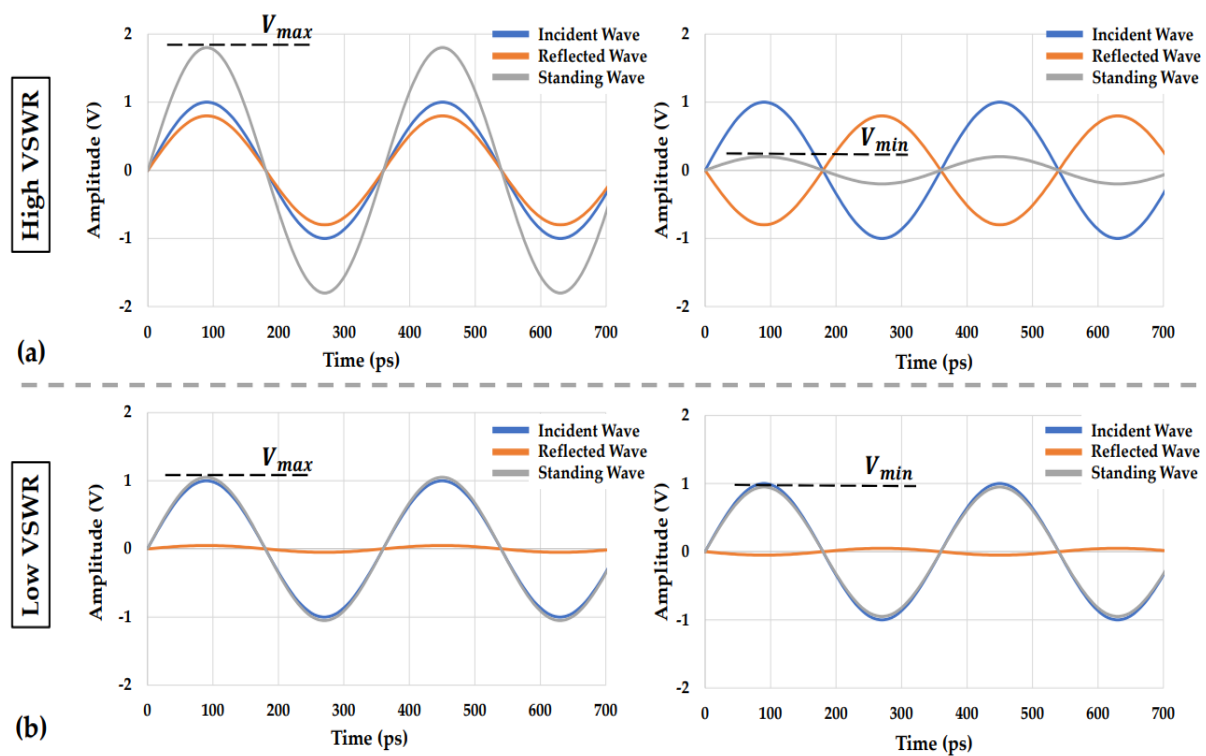 High VSWR
V_max
Incident Wave
Reflected Wave
Standing Wave
Amplitude (V)
2
1
0
-1
-2
0 100 200 300 400 500 600 700
Time (ps)
V_min
Incident Wave
Reflected Wave
Standing Wave
Amplitude (V)
2
1
0
-1
-2
0 100 200 300 400 500 600 700
Time (ps)
(a)
Low VSWR
V_max
Incident Wave
Reflected Wave
Standing Wave
Amplitude (V)
2
1
0
-1
-2
0 100 200 300 400 500 600 700
Time (ps)
V_min
Incident Wave
Reflected Wave
Standing Wave
Amplitude (V)
2
1
0
-1
-2
0 100 200 300 400 500 600 700
Time (ps)
(b)